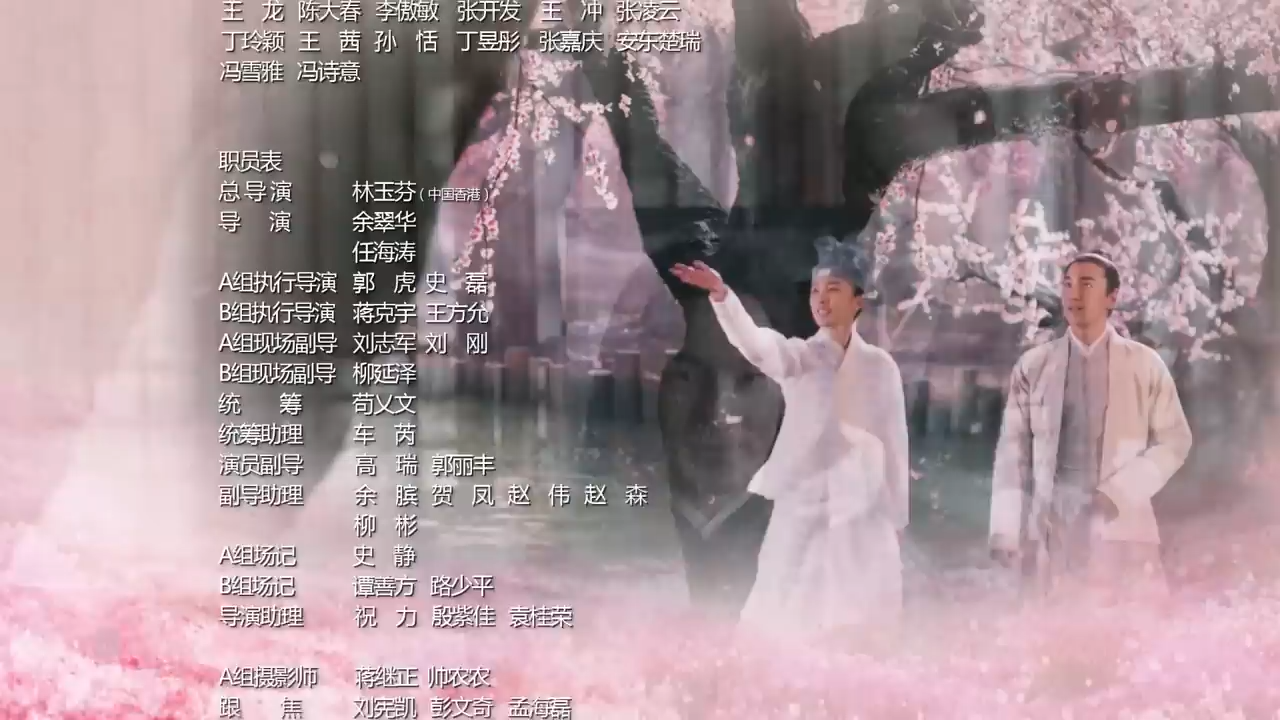 王 龙 陈大春 李傲敏 张开发 王 冲 张凌云
丁玲颖 王 茜 孙 恬 丁昱彤 张嘉庆 安东楚瑞
冯雪雅 冯诗意
职员表
总导演 林玉芬(中国香港)
导 演 余翠华
任海涛
A组执行导演 郭 虎 史 磊
B组执行导演 蒋克宇 王方允
A组现场副导 刘志军 刘 刚
B组现场副导 柳延泽
统 筹 苟乂文
统筹助理 车 芮
演员副导 高 瑞 郭丽丰
副导助理 余 膑 贺 凤 赵 伟 赵 森
柳 彬
A组场记 史 静
B组场记 谭善方 路少平
导演助理 祝 力 殷紫佳 袁桂荣
A组摄影师 蒋继正 帅农农
跟 焦 刘宪凯 彭文奇 孟海磊